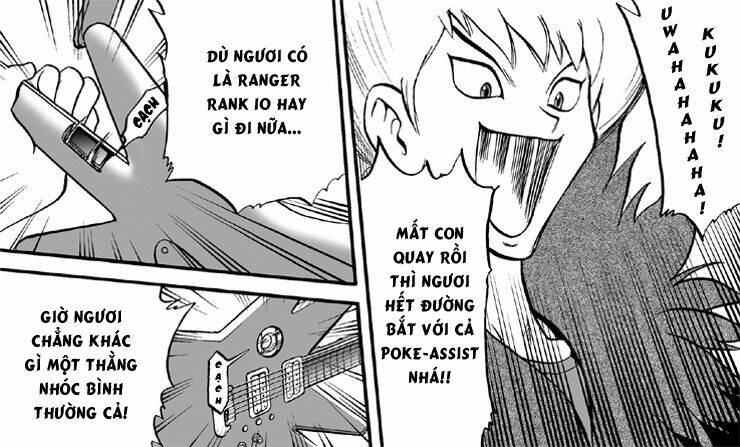 KUKUKU!
UWAHAHAHAHAHA!
MẤT CON
QUAY RỒI
THÌ NGƯƠI
HẾT ĐƯỜNG
BẮT VỚI CẢ
POKE-ASSIST
NHÁ!!
DÙ NGƯƠI CÓ
LÀ RANGER
RANK 10 HAY
GÌ ĐI NỮA...
CẠCH
GIỜ NGƯƠI
CHẲNG KHÁC
GÌ MỘT THẰNG
NHÓC BÌNH
THƯỜNG CẢ!
CẠCH